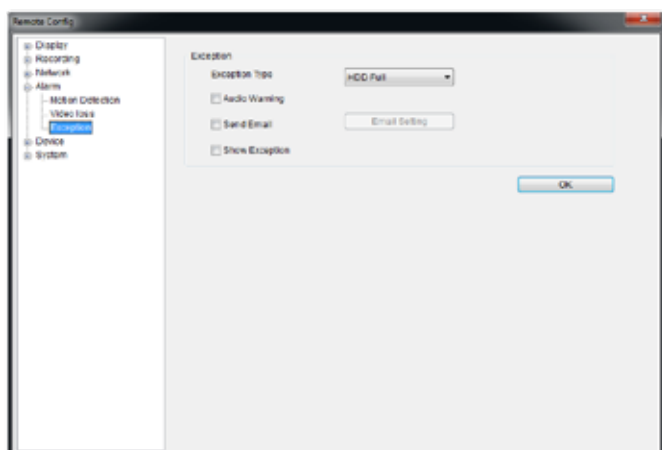 Remote Config
Display
Recording
Network
Alarm
Motion Detection
Video loss
Exception
Device
System
Exception
Exception Type
HDD Full
Audio Warning
Send Email
Email Setting
Show Exception
OK